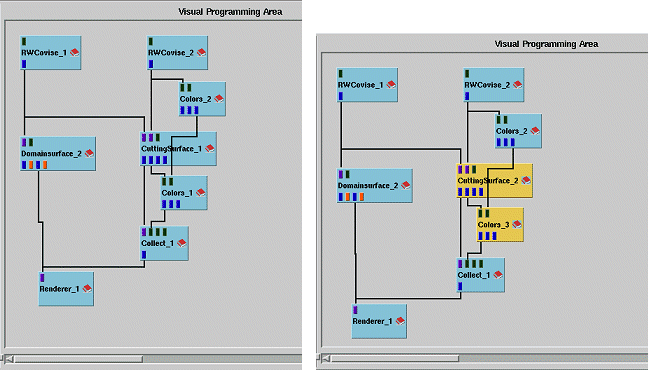 Visual Programming Area
RWCovise_1
RWCovise_2
Colors_2
Domainsurface_2
CuttingSurface_1
Colors_1
Collect_1
Renderer_1
Visual Programming Area
RWCovise_1
RWCovise_2
Colors_2
Domainsurface_2
CuttingSurface_2
Colors_3
Collect_1
Renderer_1